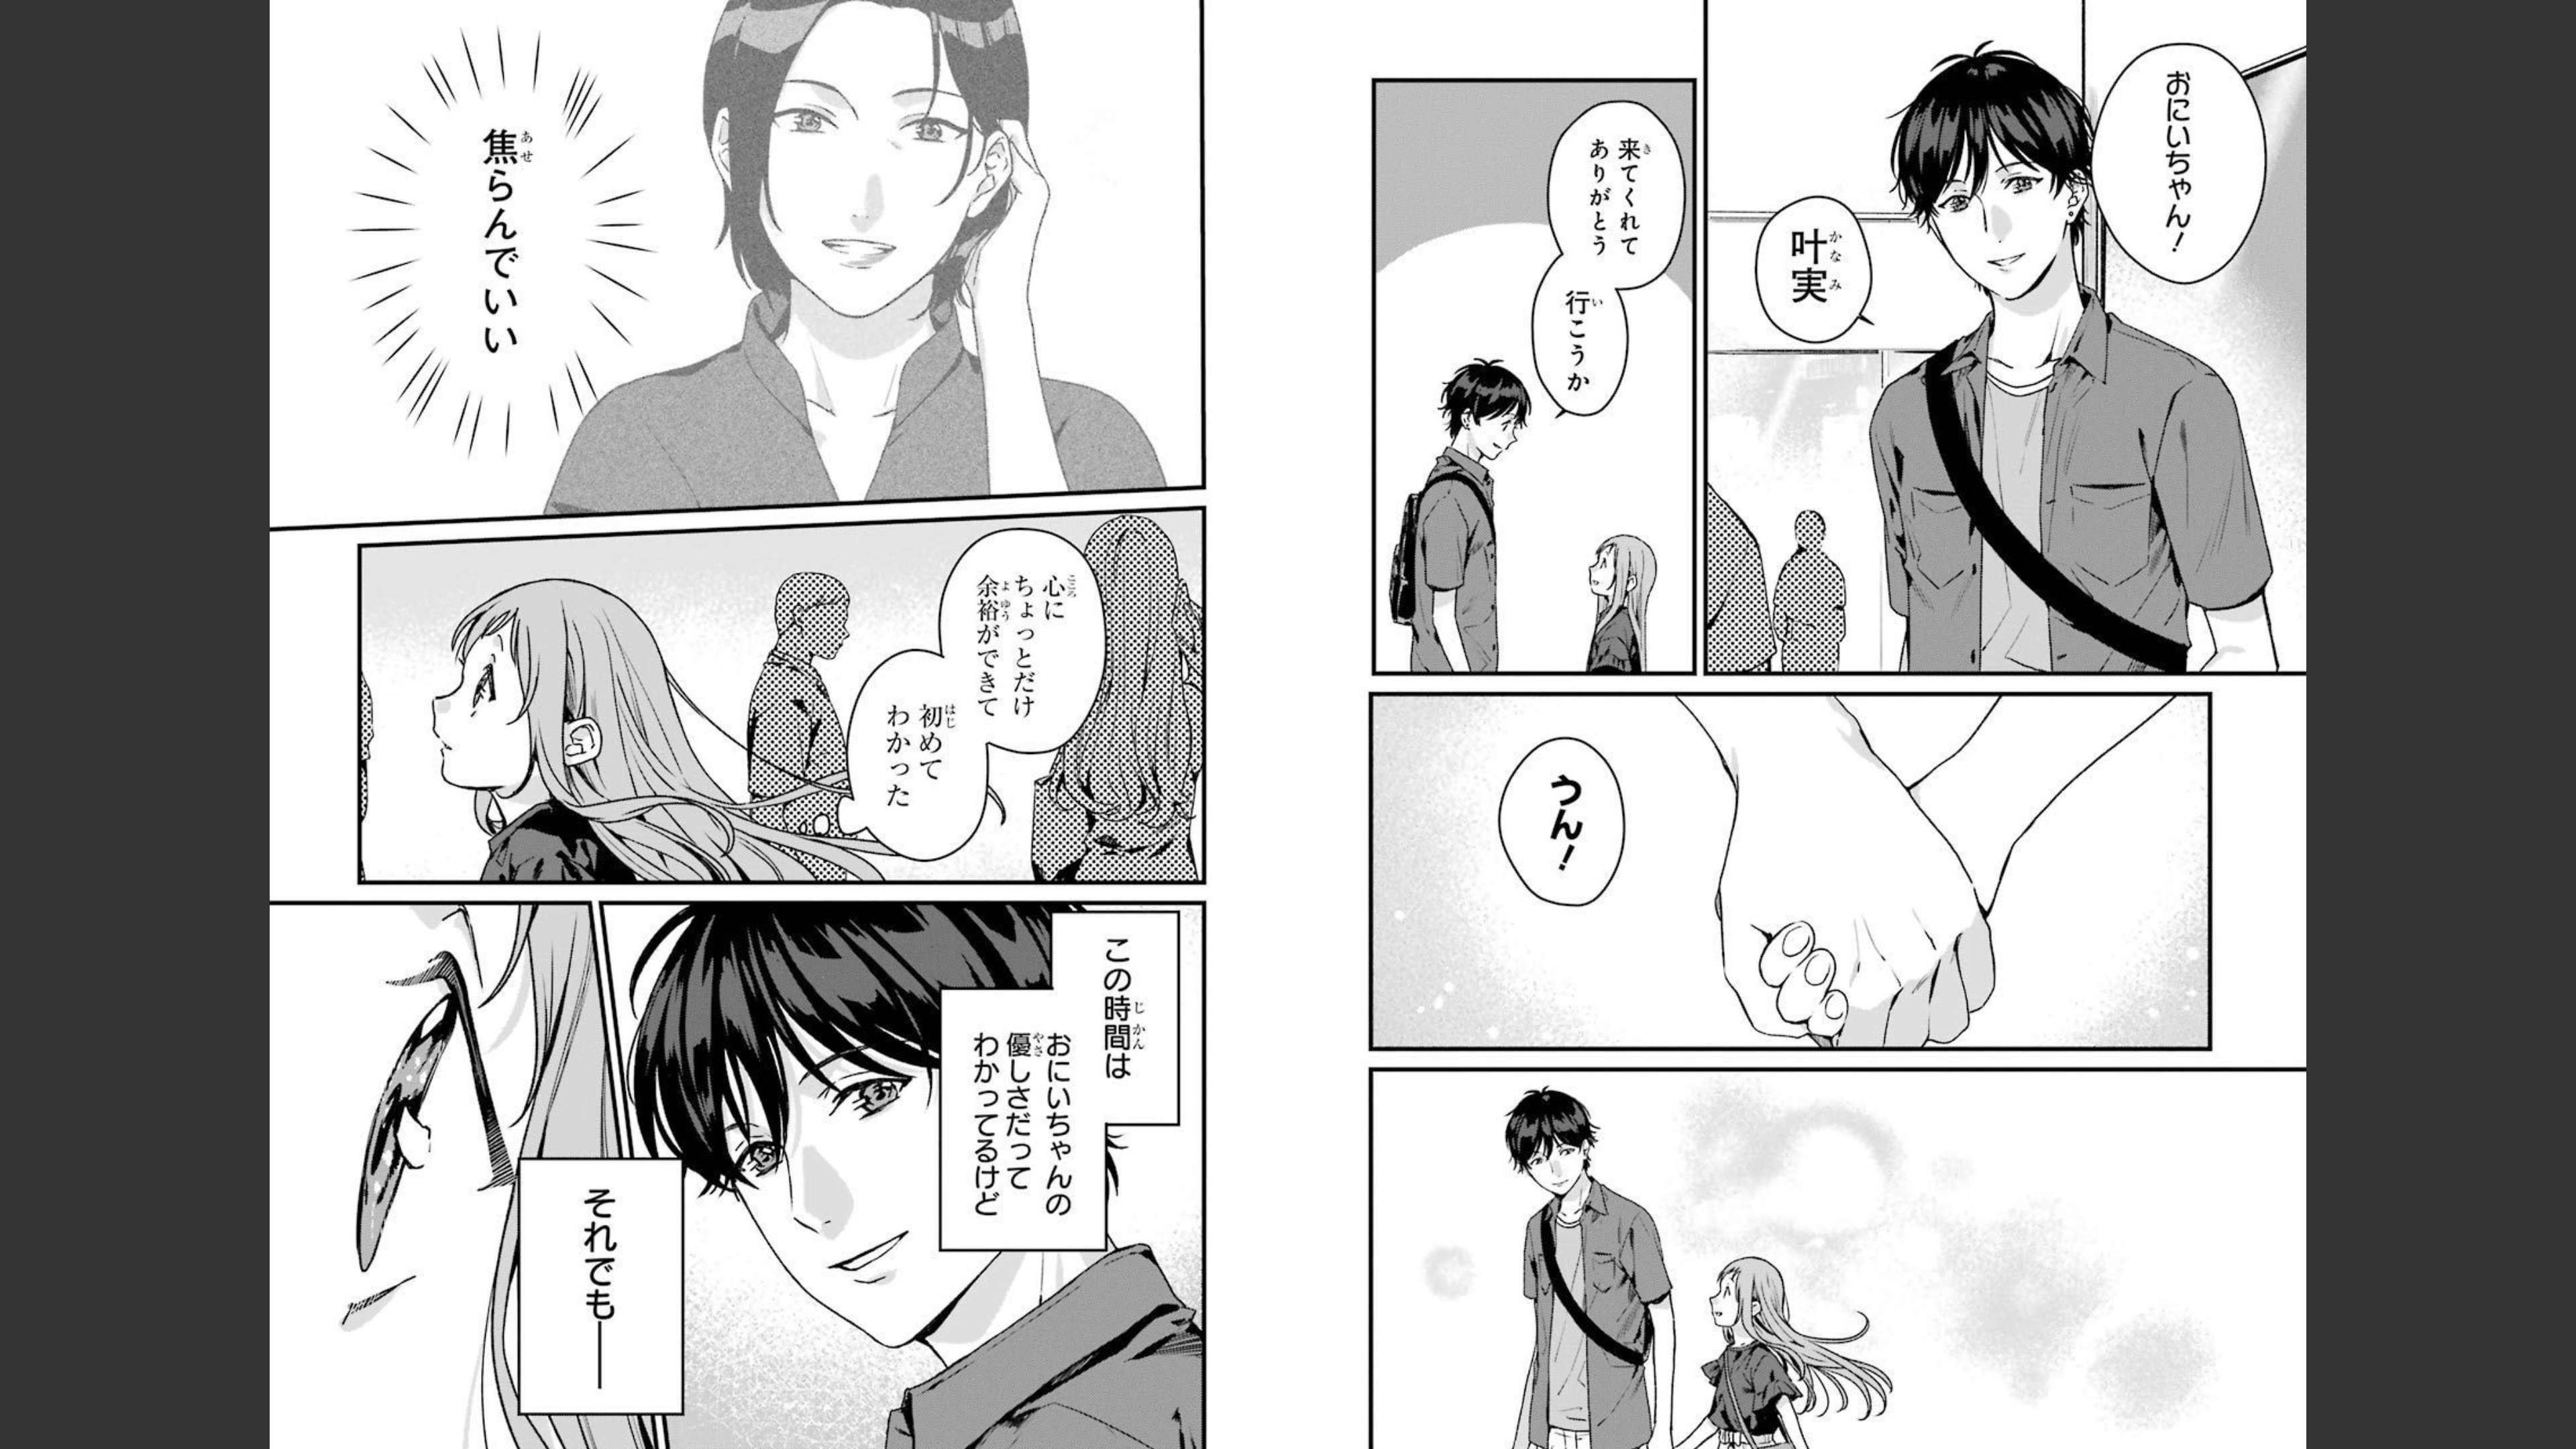 おにいちゃん！
叶実
来てくれて
ありがとう
行こうか
うん！
焦らんでいい
心に
ちょっとだけ
余裕ができて
初めて
わかった
この時間は
おにいちゃんの
優しさだって
わかってるけど
それでも──